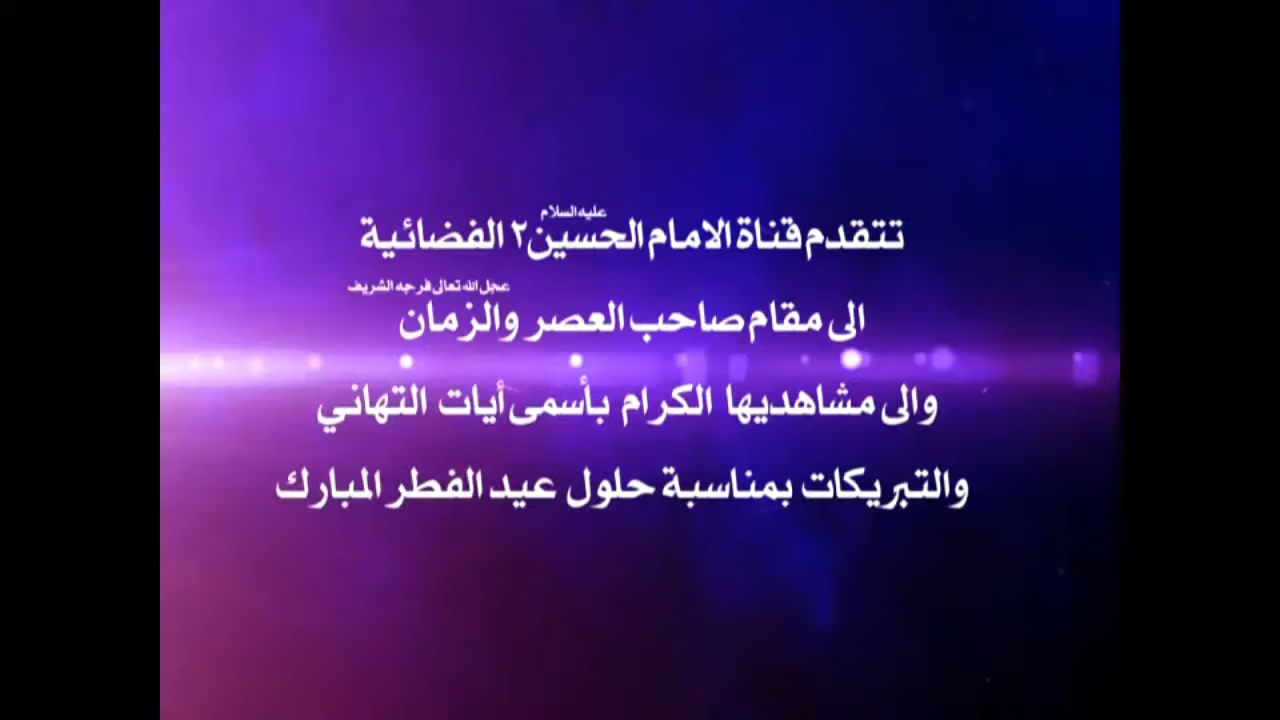 عليه السلام
تتقدم قناة الامام الحسين٢ الفضائية
عجل الله تعالى فرجه الشريف
الى مقام صاحب العصر والزمان
والى مشاهديها الكرام بأسمى أيات التهاني
والتبريكات بمناسبة حلول عيد الفطر المبارك